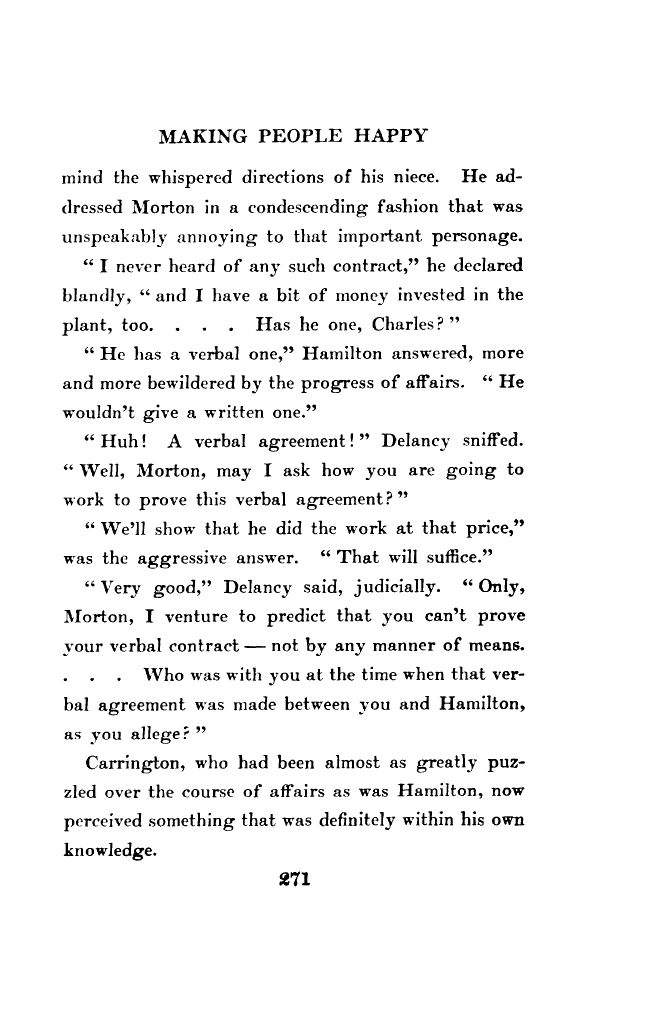 MAKING PEOPLE HAPPY
mind the whispered directions of his niece. He ad-
dressed Morton in a condescending fashion that was
unspeakably annoying to that important personage.
“ I never heard of any such contract,” he declared
blandly, “ and I have a bit of money invested in the
plant, too. . . . Has he one, Charles? ”
“ He has a verbal one,” Hamilton answered, more
and more bewildered by the progress of affairs. “ He
wouldn’t give a written one.”
“ Huh! A verbal agreement! ” Delancy sniffed.
“ Well, Morton, may I ask how you are going to
work to prove this verbal agreement? ”
“ We’ll show that he did the work at that price,”
was the aggressive answer. “ That will suffice.”
“ Very good,” Delancy said, judicially. “ Only,
Morton, I venture to predict that you can’t prove
your verbal contract — not by any manner of means.
. . . Who was with you at the time when that ver-
bal agreement was made between you and Hamilton,
as you allege? ”
Carrington, who had been almost as greatly puz-
zled over the course of affairs as was Hamilton, now
perceived something that was definitely within his own
knowledge.
271